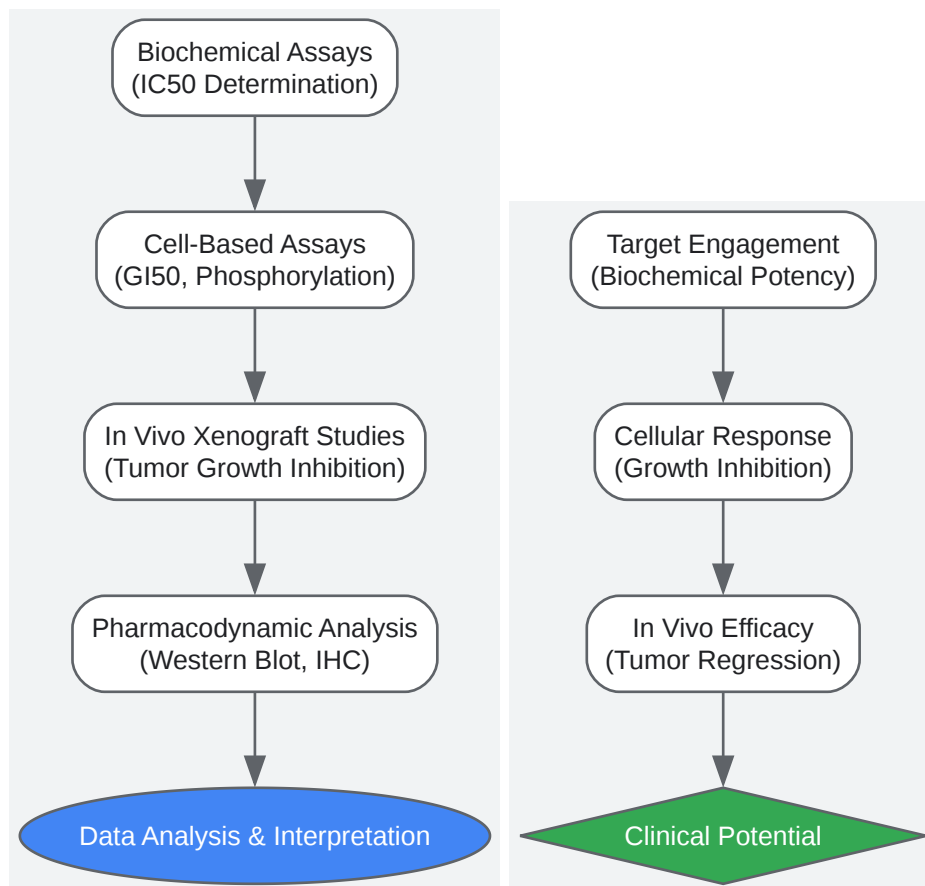 Biochemical Assays
(IC50 Determination)
Cell-Based Assays
(GI50, Phosphorylation)
In Vivo Xenograft Studies
(Tumor Growth Inhibition)
Pharmacodynamic Analysis
(Western Blot, IHC)
Data Analysis & Interpretation
Target Engagement
(Biochemical Potency)
Cellular Response
(Growth Inhibition)
In Vivo Efficacy
(Tumor Regression)
Clinical Potential